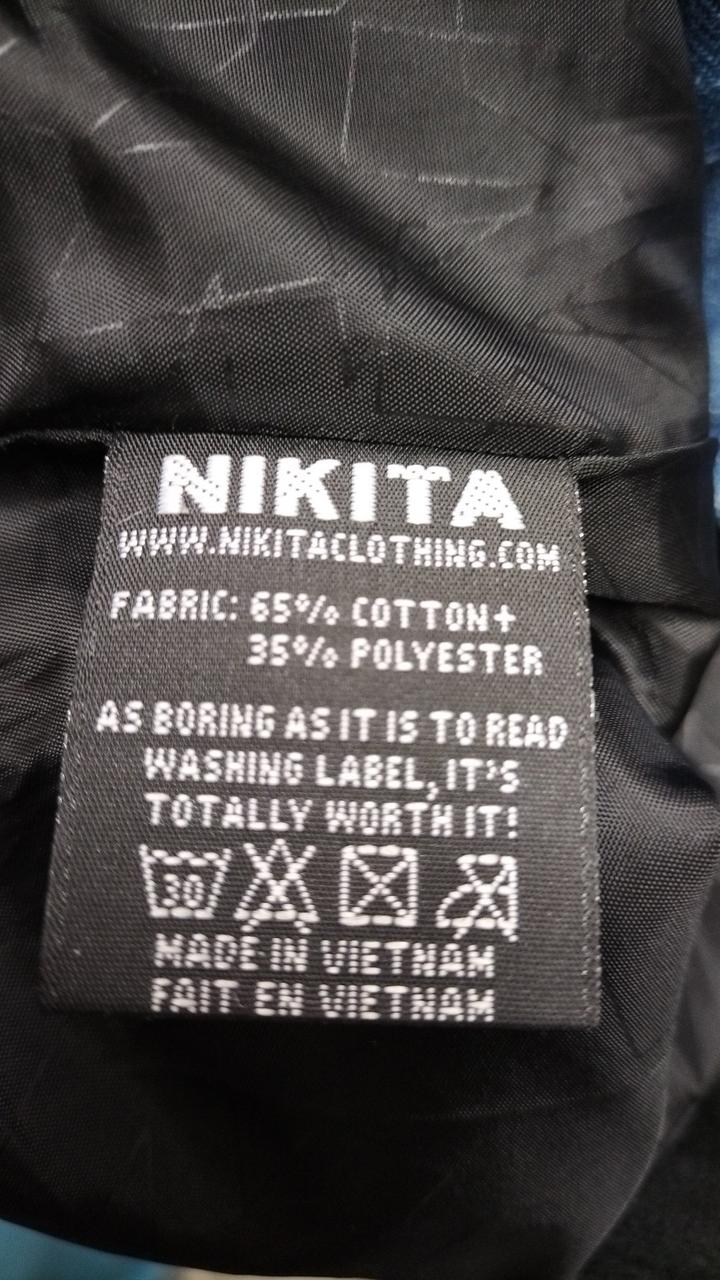 NIKITA
WWW.NIKITACLOTHING.COM
FABRIC: 65% COTTON+
35% POLYESTER
AS BORING AS IT IS TO READ
WASHING LABEL, IT'S
TOTALLY WORTH IT!
30
MADE IN VIETNAM
FAIT EN VIETNAM